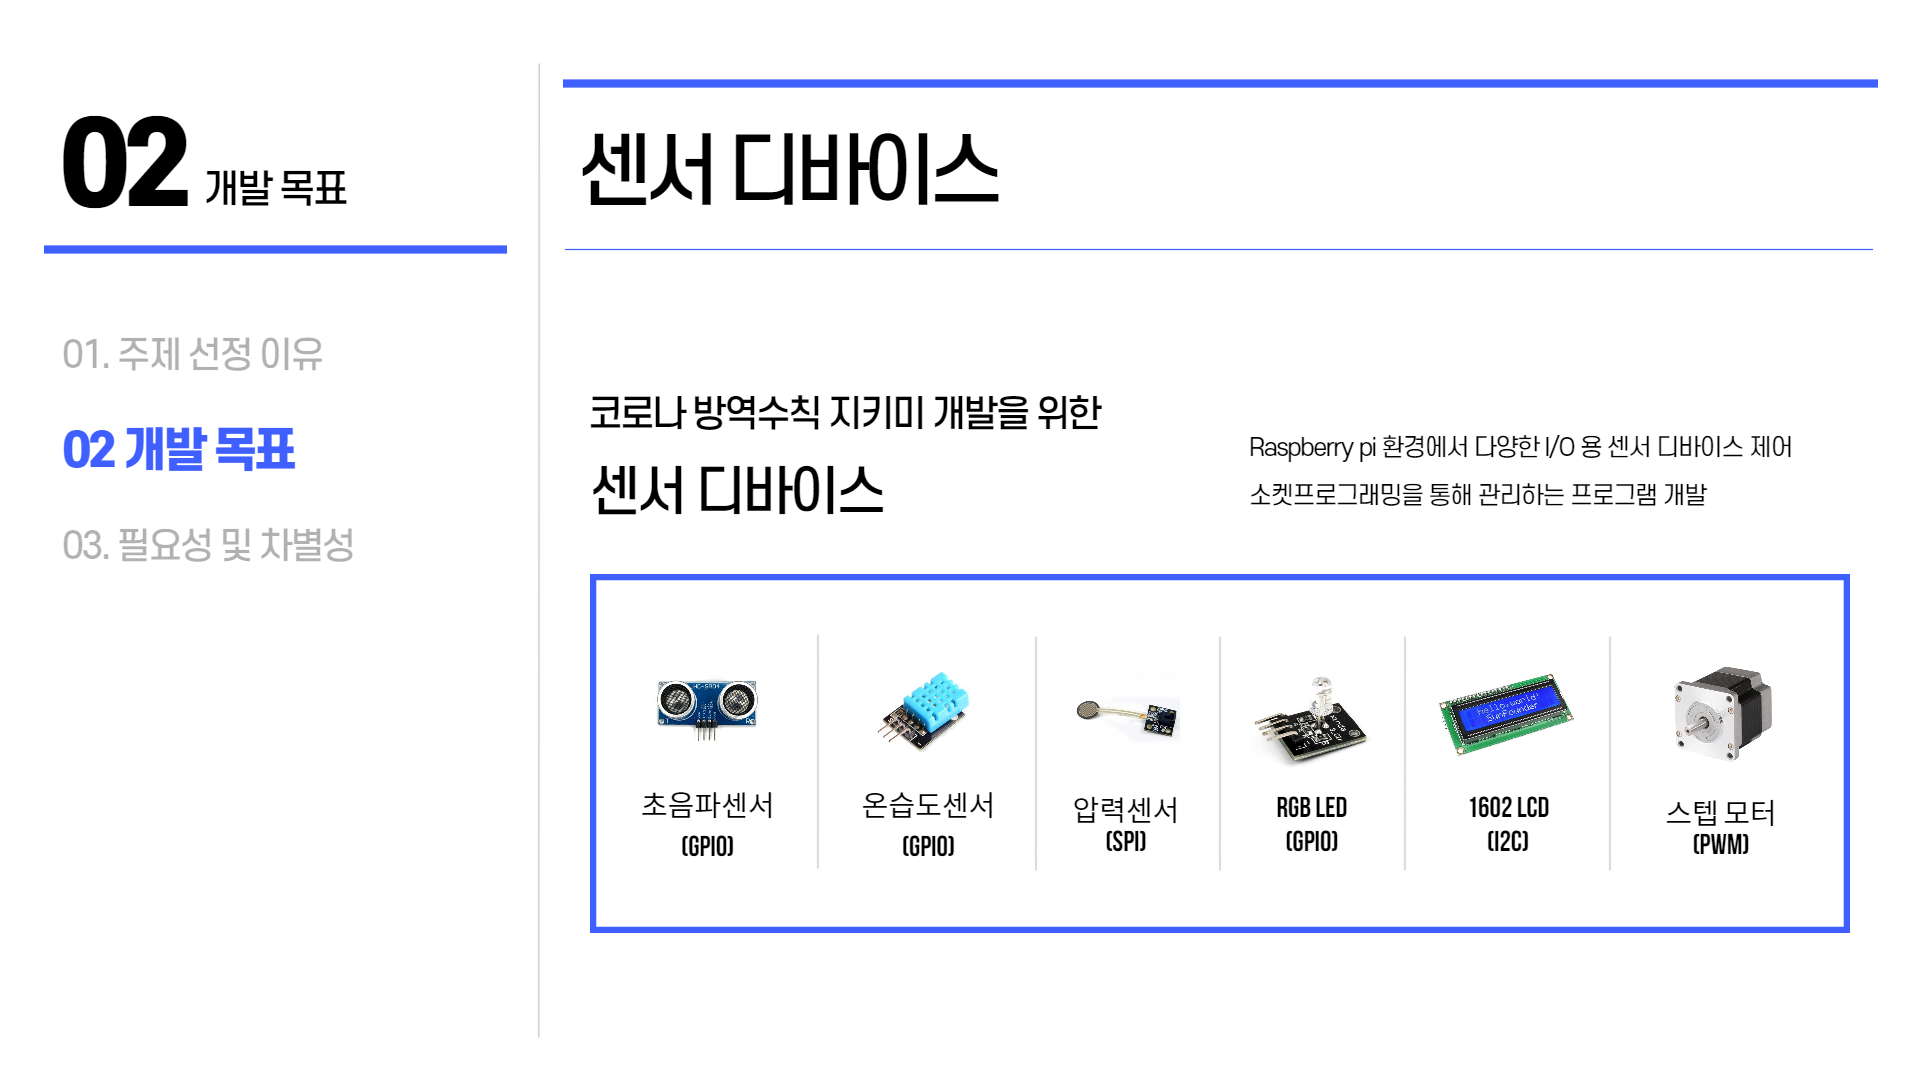 02 개발 목표
01. 주제 선정 이유
02 개발 목표
03. 필요성 및 차별성
센서 디바이스
코로나 방역수칙 지키미 개발을 위한
센서 디바이스
Raspberry pi 환경에서 다양한 I/O 용 센서 디바이스 제어
소켓프로그래밍을 통해 관리하는 프로그램 개발
HC-SR04
초음파센서
(GPIO)
온습도센서
(GPIO)
압력센서
(SPI)
RGB LED
(GPIO)
Hello,world!
SunFounder
1602 LCD
(I2C)
스텝 모터
(PWM)